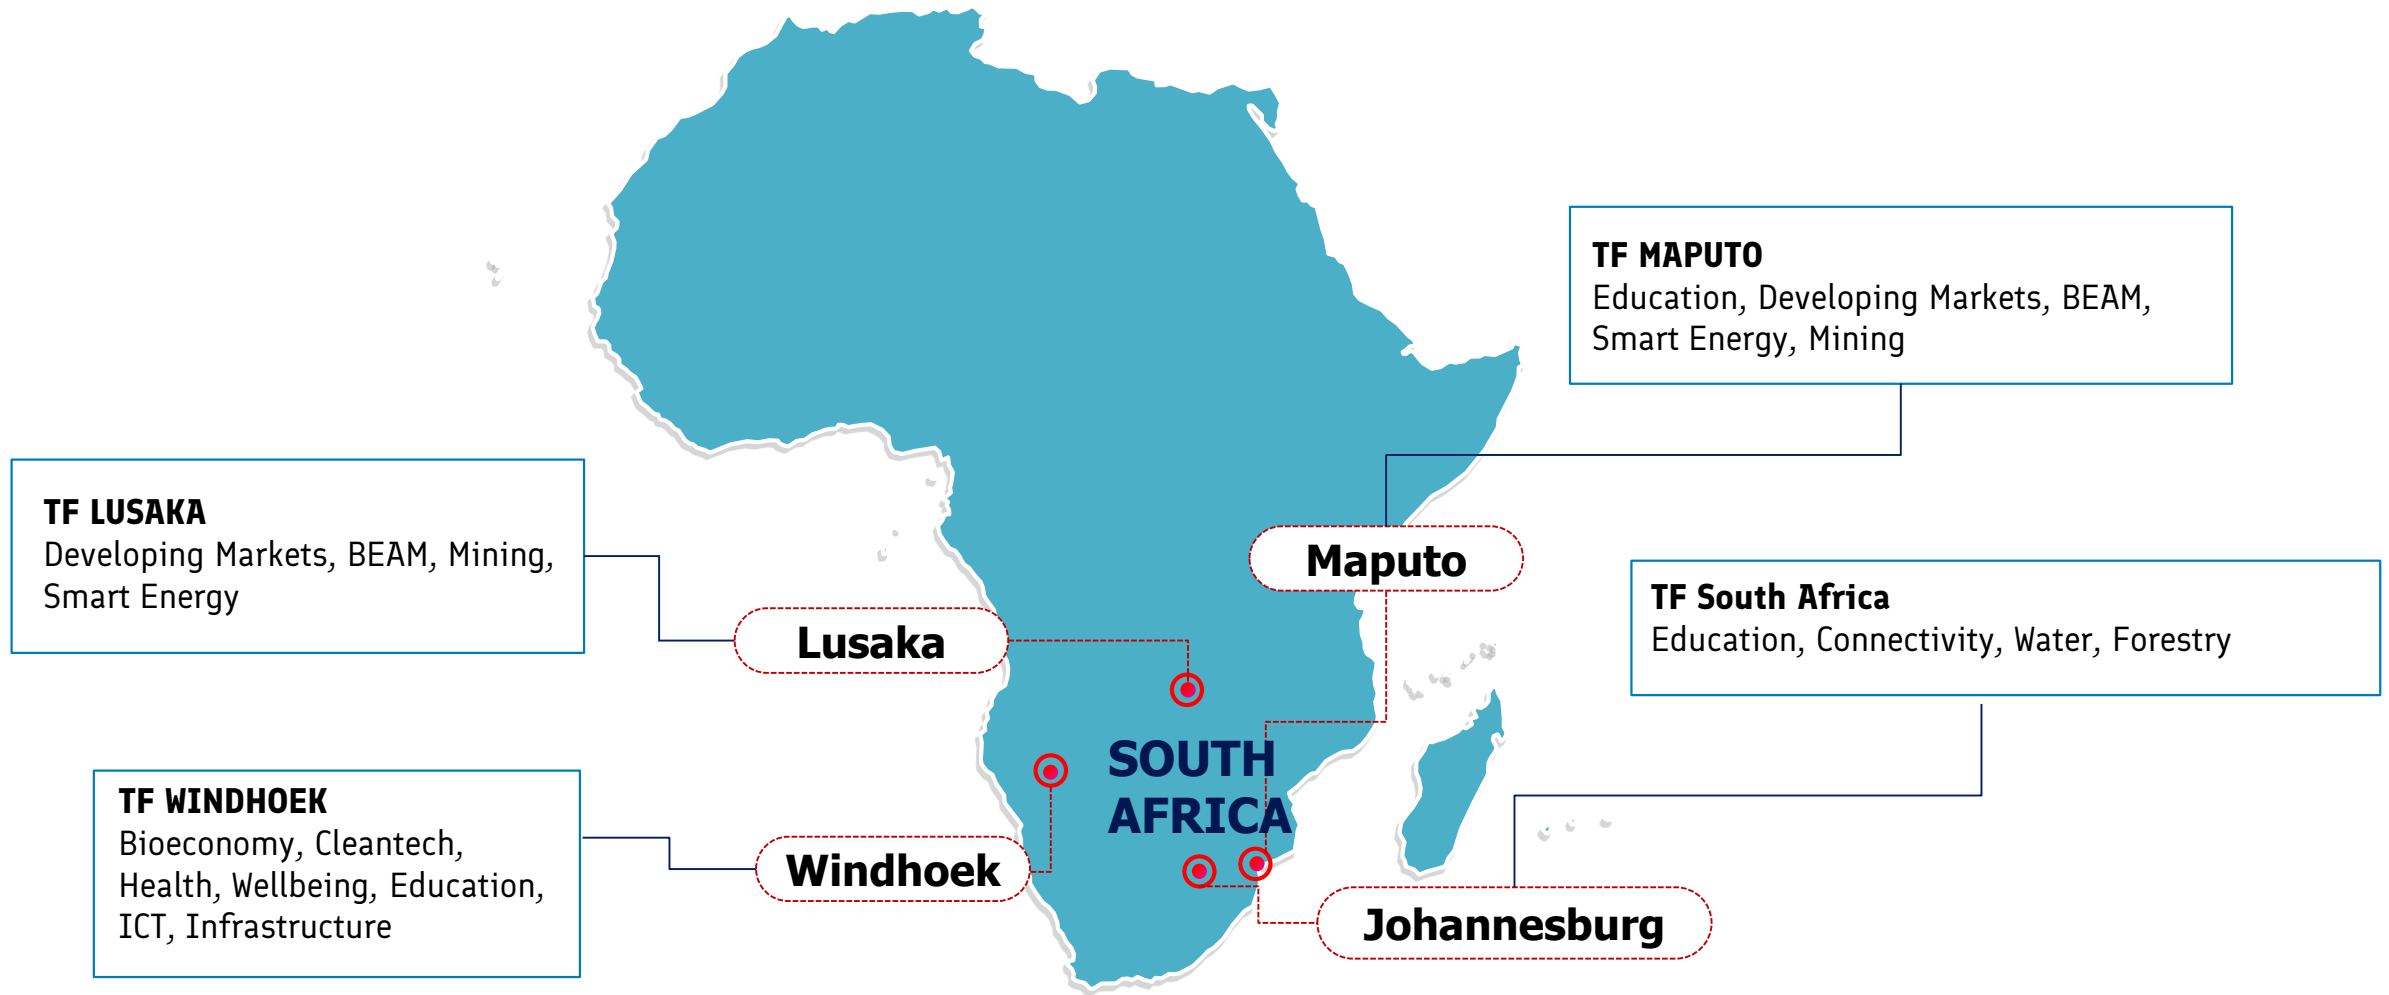 TF MAPUTO
Education, Developing Markets, BEAM,
Smart Energy, Mining
TF LUSAKA
Developing Markets, BEAM, Mining,
Smart Energy
Maputo
TF South Africa
Education, Connectivity, Water, Forestry
Lusaka
SOUTH
AFRICA
TF WINDHOEK
Bioeconomy, Cleantech,
Health, Wellbeing, Education,
ICT, Infrastructure
Windhoek
Johannesburg